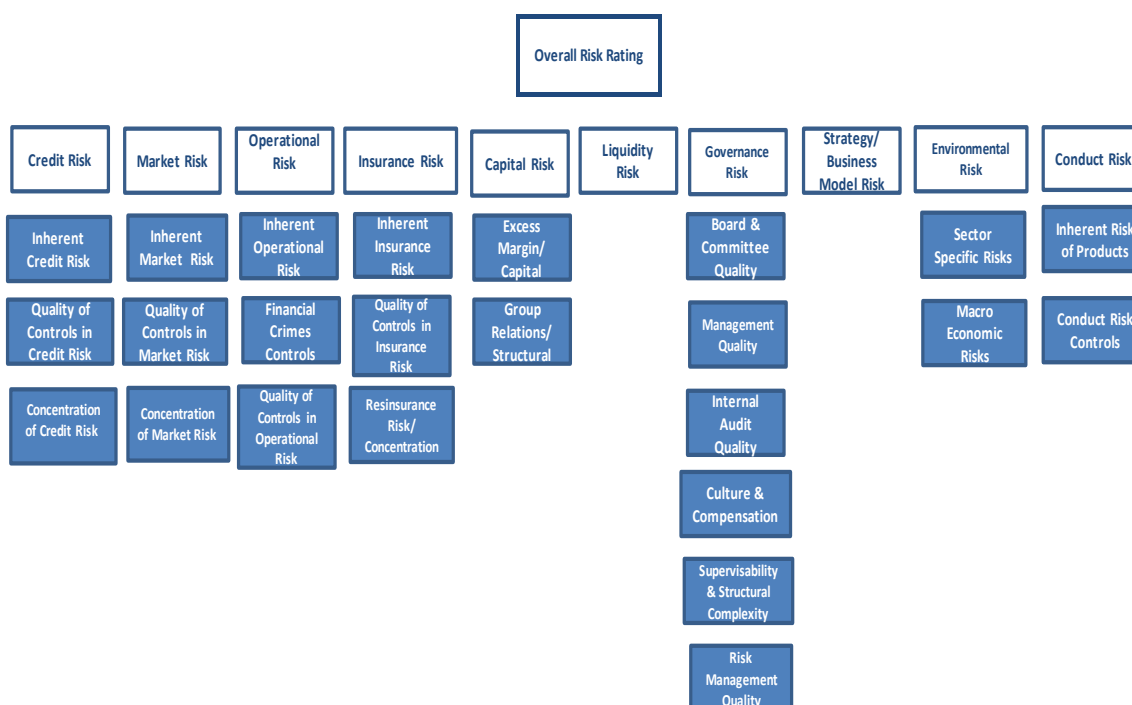 Overall Risk Rating
Credit Risk
Market Risk
Operational
Risk
Insurance Risk
Capital Risk
Liquidity
Risk
Governance
Risk
Strategy/
Business
Model Risk
Environmental
Risk
Conduct Risk
Inherent
Credit Risk
Inherent
Market Risk
Inherent
Operational
Risk
Inherent
Insurance
Risk
Excess
Margin/
Capital
Board &
Committee
Quality
Sector
Specific Risks
Inherent Risk
of Products
Quality of
Controls in
Credit Risk
Quality of
Controls in
Market Risk
Financial
Crimes
Controls
Quality of
Controls in
Insurance
Risk
Group
Relations/
Structural
Management
Quality
Macro
Economic
Risks
Conduct Risk
Controls
Concentration
of Credit Risk
Concentration
of Market Risk
Quality of
Controls in
Operational
Risk
Resinsurance
Risk/
Concentration
Internal
Audit
Quality
Culture &
Compensation
Supervisability
& Structural
Complexity
Risk
Management
Quality